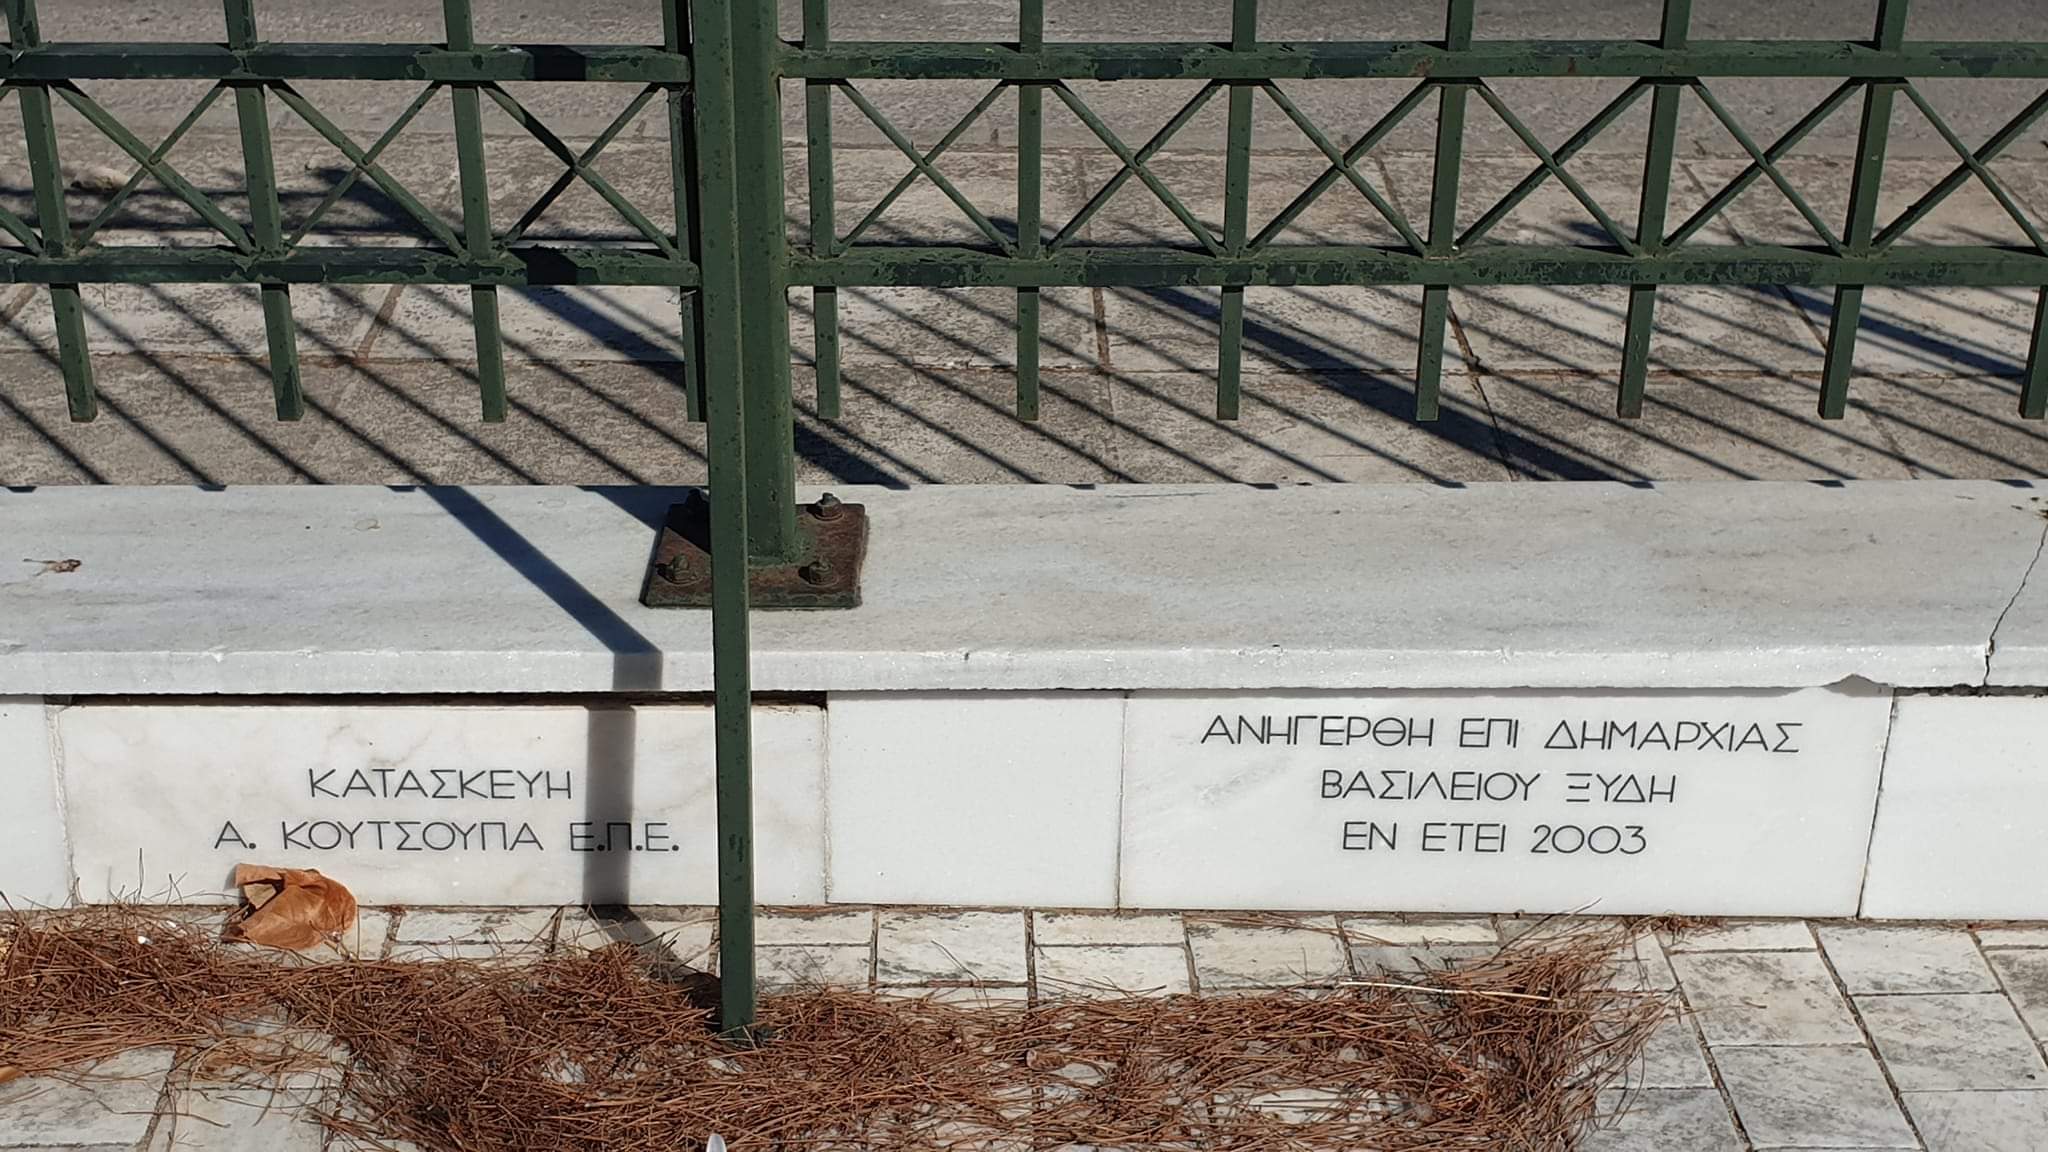 ΚΑΤΑΣΚΕΥΗ
Α. ΚΟΥΤΣΟΥΠΑ Ε.Π.Ε.
ΑΝΗΓΕΡΘΗ ΕΠΙ ΔΗΜΑΡΧΙΑΣ
ΒΑΣΙΛΕΙΟΥ ΞΥΔΗ
ΕΝ ΕΤΕΙ 2003